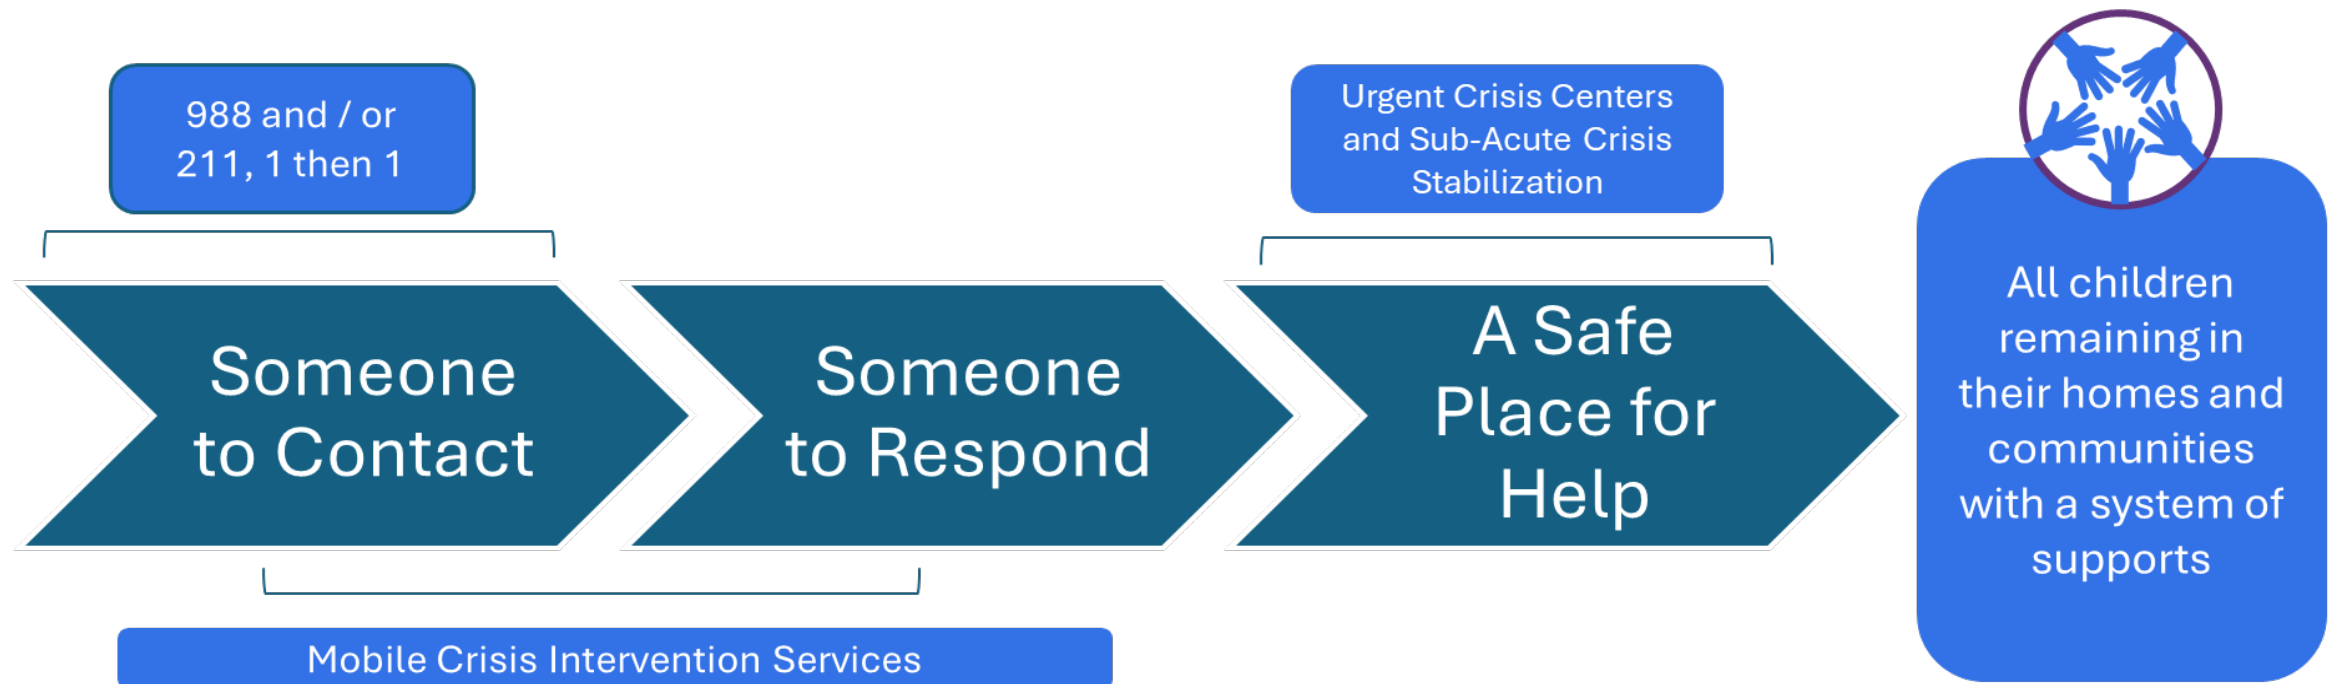 988 and / or
211, 1 then 1
Urgent Crisis Centers
and Sub-Acute Crisis
Stabilization
Someone
to Contact
Someone
to Respond
A Safe
Place for
Help
All children
remaining in
their homes and
communities
with a system of
supports
Mobile Crisis Intervention Services